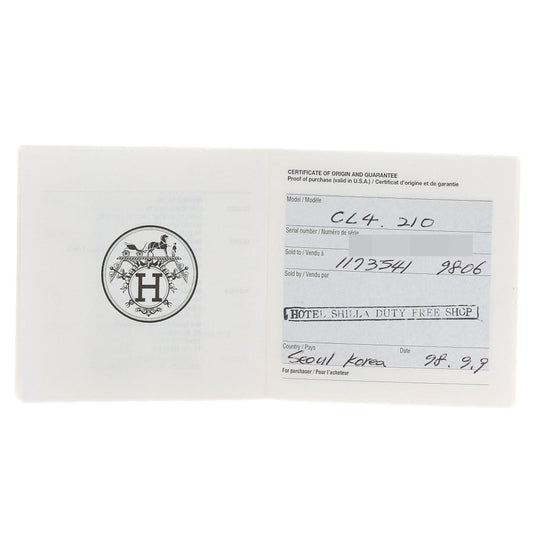 H
CERTIFICATE OF ORIGIN AND GUARANTEE
Proof of purchase (valid in U.S.A.) / Certificat d'origine et de garantie
Model / Modèle
CL4. 210
Serial number / Numéro de série
Sold to / Vendu à
1173541 9806
Sold by / Vendu par
HOTEL SHILLA DUTY FREE SHOP
Country / Pays Date
Seoul Korea 98. 9.9
For purchaser / Pour l'acheteur